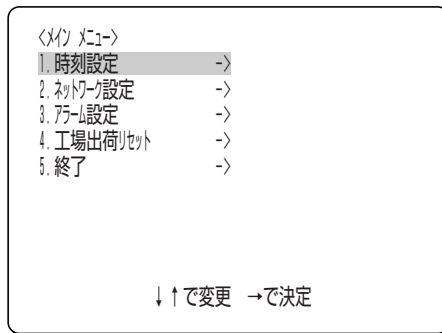 <メイン メニュー>
1. 時刻設定 ->
2. ネットワーク設定 ->
3. アラーム設定 ->
4. 工場出荷リセット ->
5. 終了 ->
↓↑で変更 →で決定